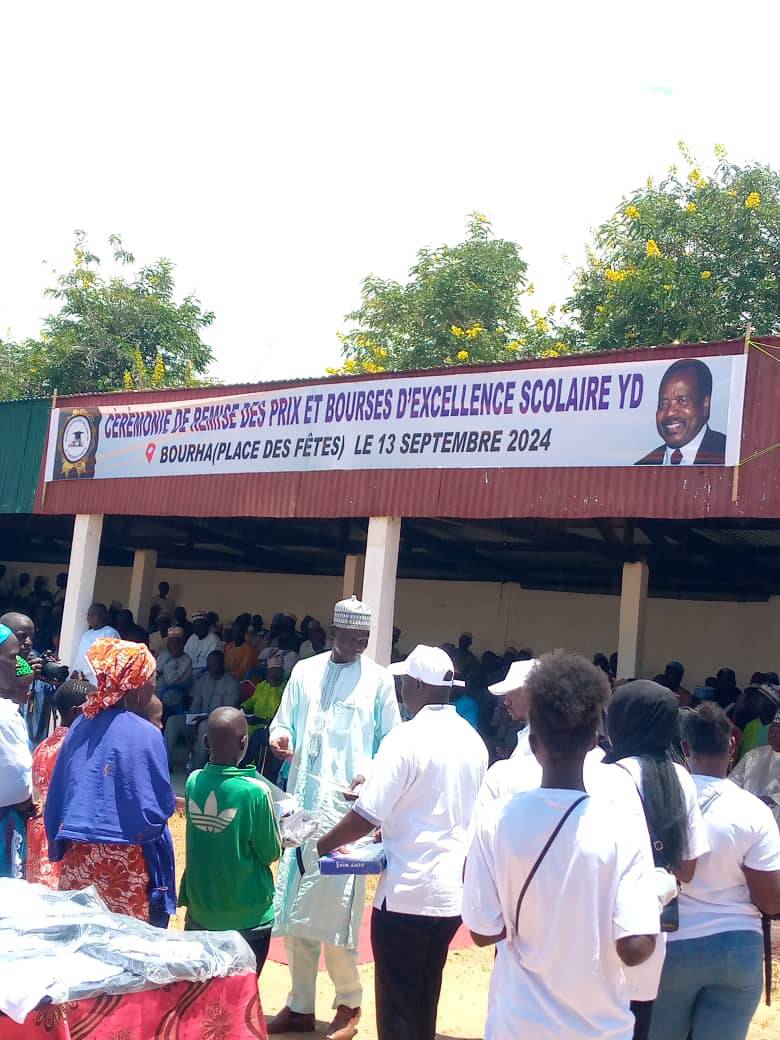 CÉRÉMONIE DE REMISE DES PRIX ET BOURSES D'EXCELLENCE SCOLAIRE YD
BOURHA(PLACE DES FÊTES) LE 13 SEPTEMBRE 2024